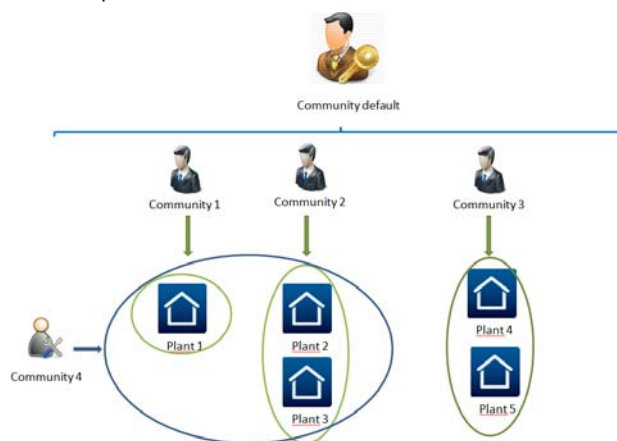 Community default
Community 1
Community 2
Community 3
Plant 1
Plant 2
Plant 4
Community 4
Plant 3
Plant 5